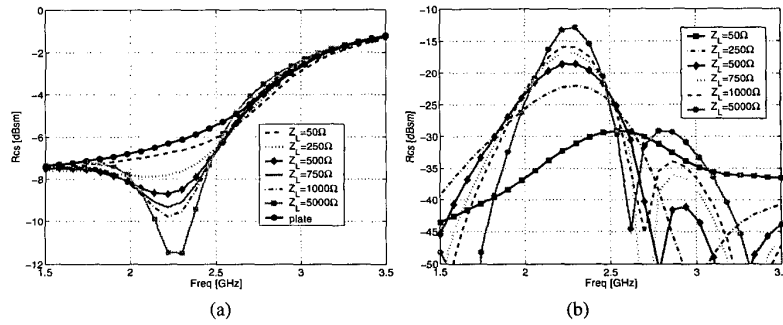 0
−2
−4
−6
−8
−10
−12
Rcs [dBsm]
1.5 2 2.5 3 3.5
Freq [GHz]
Z_L=50Ω
Z_L=250Ω
Z_L=500Ω
Z_L=750Ω
Z_L=1000Ω
Z_L=5000Ω
plate
(a)
−10
−15
−20
−25
−30
−35
−40
−45
−50
Rcs [dBsm]
1.5 2 2.5 3 3.5
Freq [GHz]
Z_L=50Ω
Z_L=250Ω
Z_L=500Ω
Z_L=750Ω
Z_L=1000Ω
Z_L=5000Ω
(b)